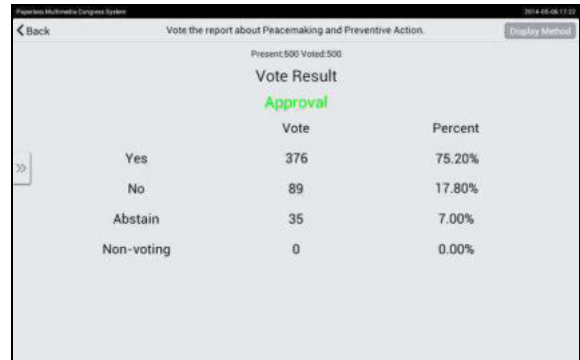 Paperless Multimedia Congress System 2014-05-06 17:22
Back Vote the report about Peacemaking and Preventive Action. Display Method
Present:500 Voted:500
Vote Result
Approval
Vote Percent
Yes 376 75.20%
No 89 17.80%
Abstain 35 7.00%
Non-voting 0 0.00%